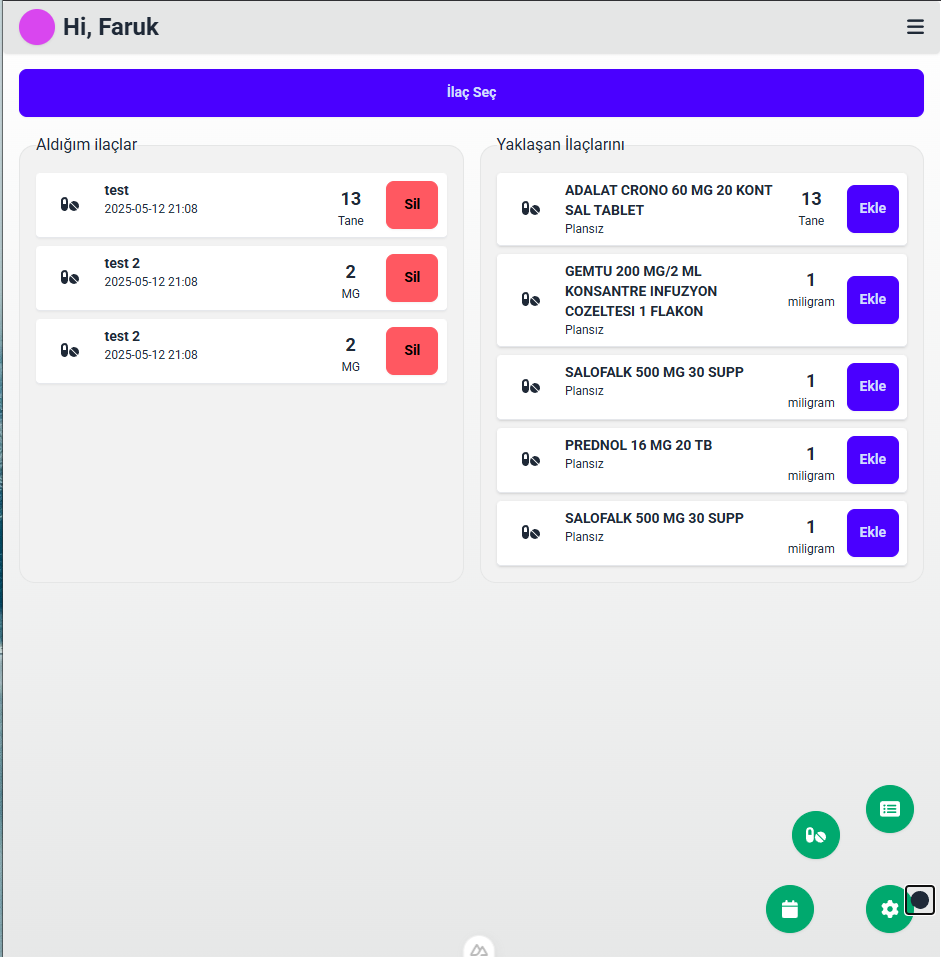 Hi, Faruk
İlaç Seç
Aldığım ilaçlar
test
2025-05-12 21:08
13
Tane
Sil
test 2
2025-05-12 21:08
2
MG
Sil
test 2
2025-05-12 21:08
2
MG
Sil
Yaklaşan İlaçlarını
ADALAT CRONO 60 MG 20 KONT
SAL TABLET
Plansız
13
Tane
Ekle
GEMTU 200 MG/2 ML
KONSANTRE INFUZYON
COZELTESI 1 FLAKON
Plansız
1
miligram
Ekle
SALOFALK 500 MG 30 SUPP
Plansız
1
miligram
Ekle
PREDNOL 16 MG 20 TB
Plansız
1
miligram
Ekle
SALOFALK 500 MG 30 SUPP
Plansız
1
miligram
Ekle